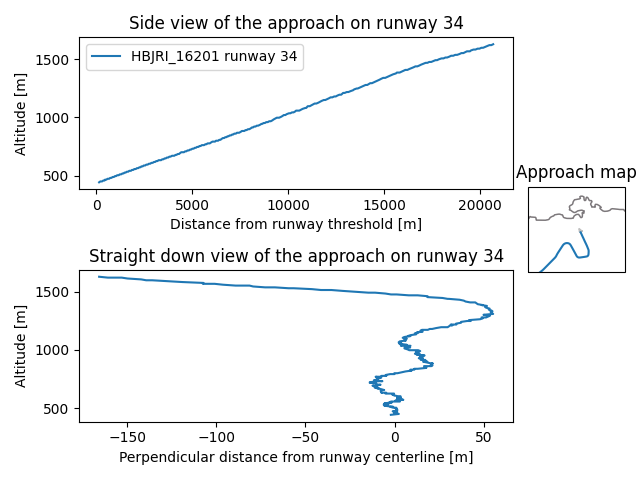 Side view of the approach on runway 34
1500
1000
500
Altitude [m]
HBJRI_16201 runway 34
0 5000 10000 15000 20000
Distance from runway threshold [m]
Approach map
Straight down view of the approach on runway 34
1500
1000
500
Altitude [m]
−150 −100 −50 0 50
Perpendicular distance from runway centerline [m]